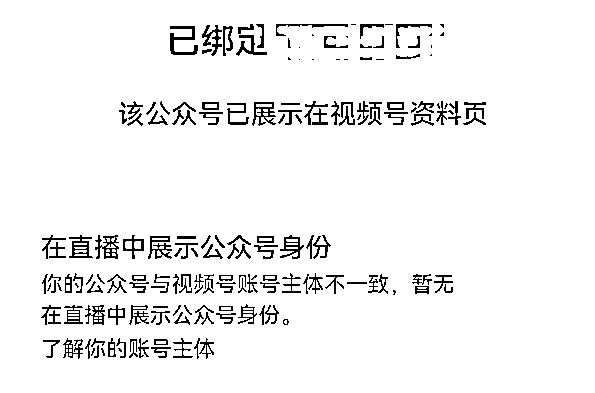 已绑定
该公众号已展示在视频号资料页
在直播中展示公众号身份
你的公众号与视频号账号主体不一致，暂无
在直播中展示公众号身份。
了解你的账号主体